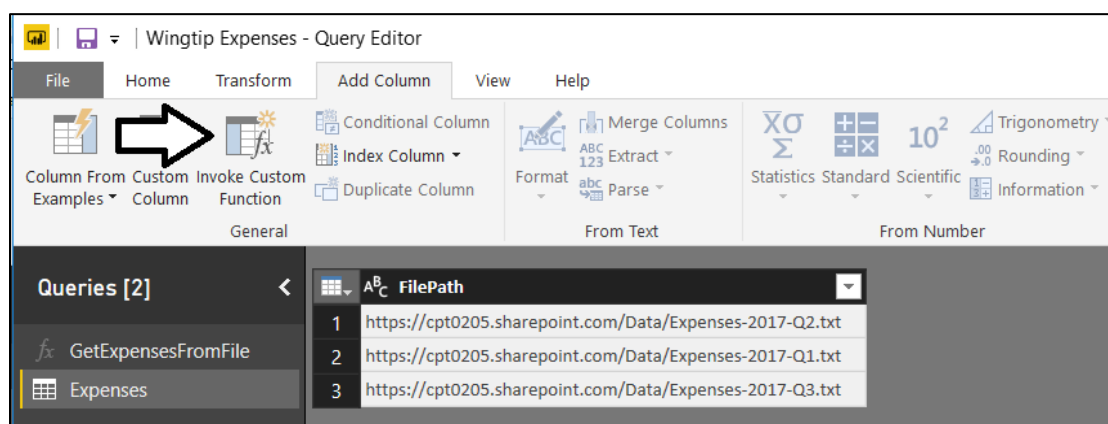 Wingtip Expenses - Query Editor
File Home Transform Add Column View Help
Column From Examples
Custom Column
Invoke Custom Function
Conditional Column
Index Column
Duplicate Column
General
ABC
Format
Merge Columns
ABC
123
Extract
abc
Parse
From Text
XO
Σ
Statistics
Standard
10²
Scientific
Trigonometry
.00
.0
Rounding
Information
From Number
Queries [2]
fx GetExpensesFromFile
Expenses
ABC FilePath
1 https://cpt0205.sharepoint.com/Data/Expenses-2017-Q2.txt
2 https://cpt0205.sharepoint.com/Data/Expenses-2017-Q1.txt
3 https://cpt0205.sharepoint.com/Data/Expenses-2017-Q3.txt